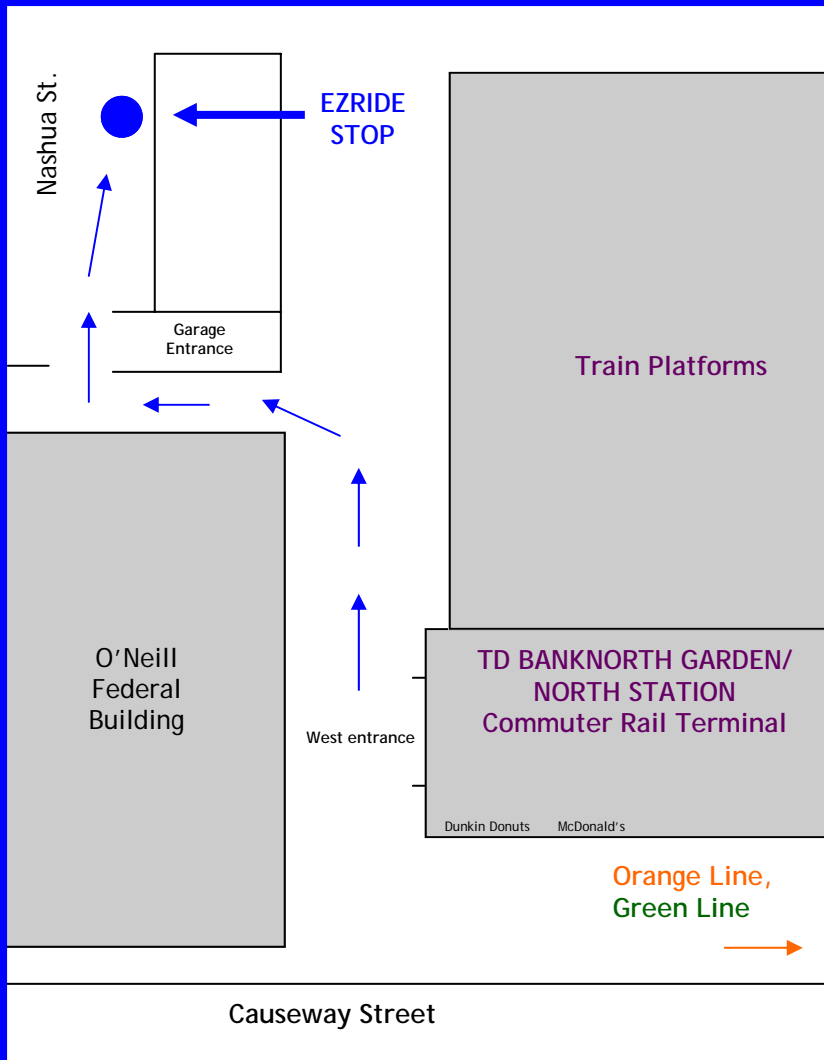 Nashua St.
EZRIDE
STOP
Garage
Entrance
Train Platforms
O'Neill
Federal
Building
TD BANKNORTH GARDEN/
NORTH STATION
Commuter Rail Terminal
West entrance
Dunkin Donuts McDonald's
Orange Line,
Green Line
Causeway Street